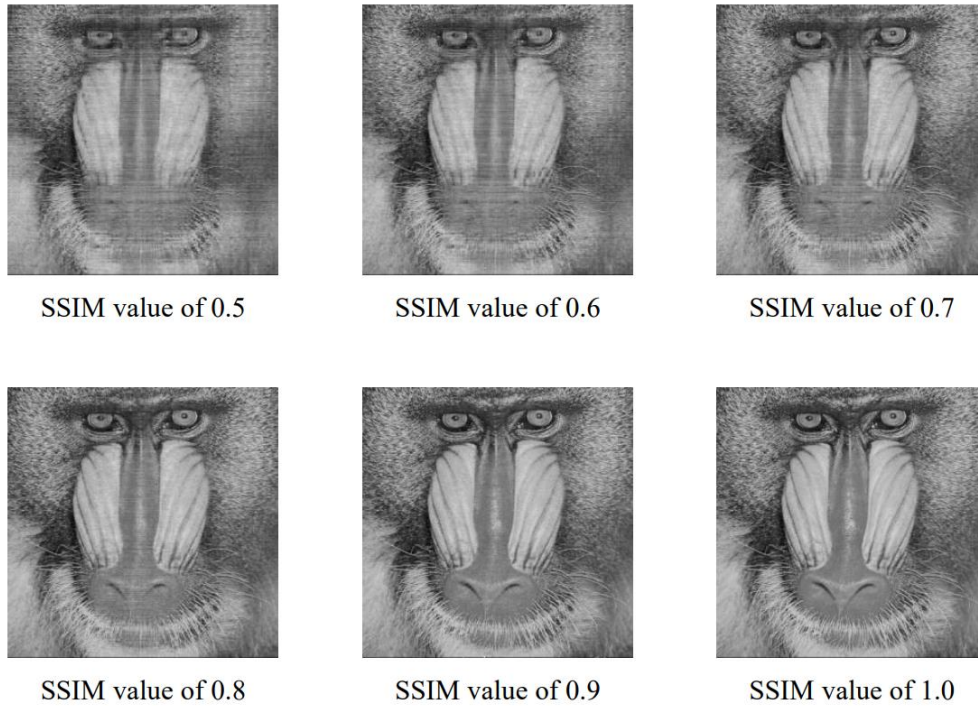 SSIM value of 0.5
SSIM value of 0.6
SSIM value of 0.7
SSIM value of 0.8
SSIM value of 0.9
SSIM value of 1.0